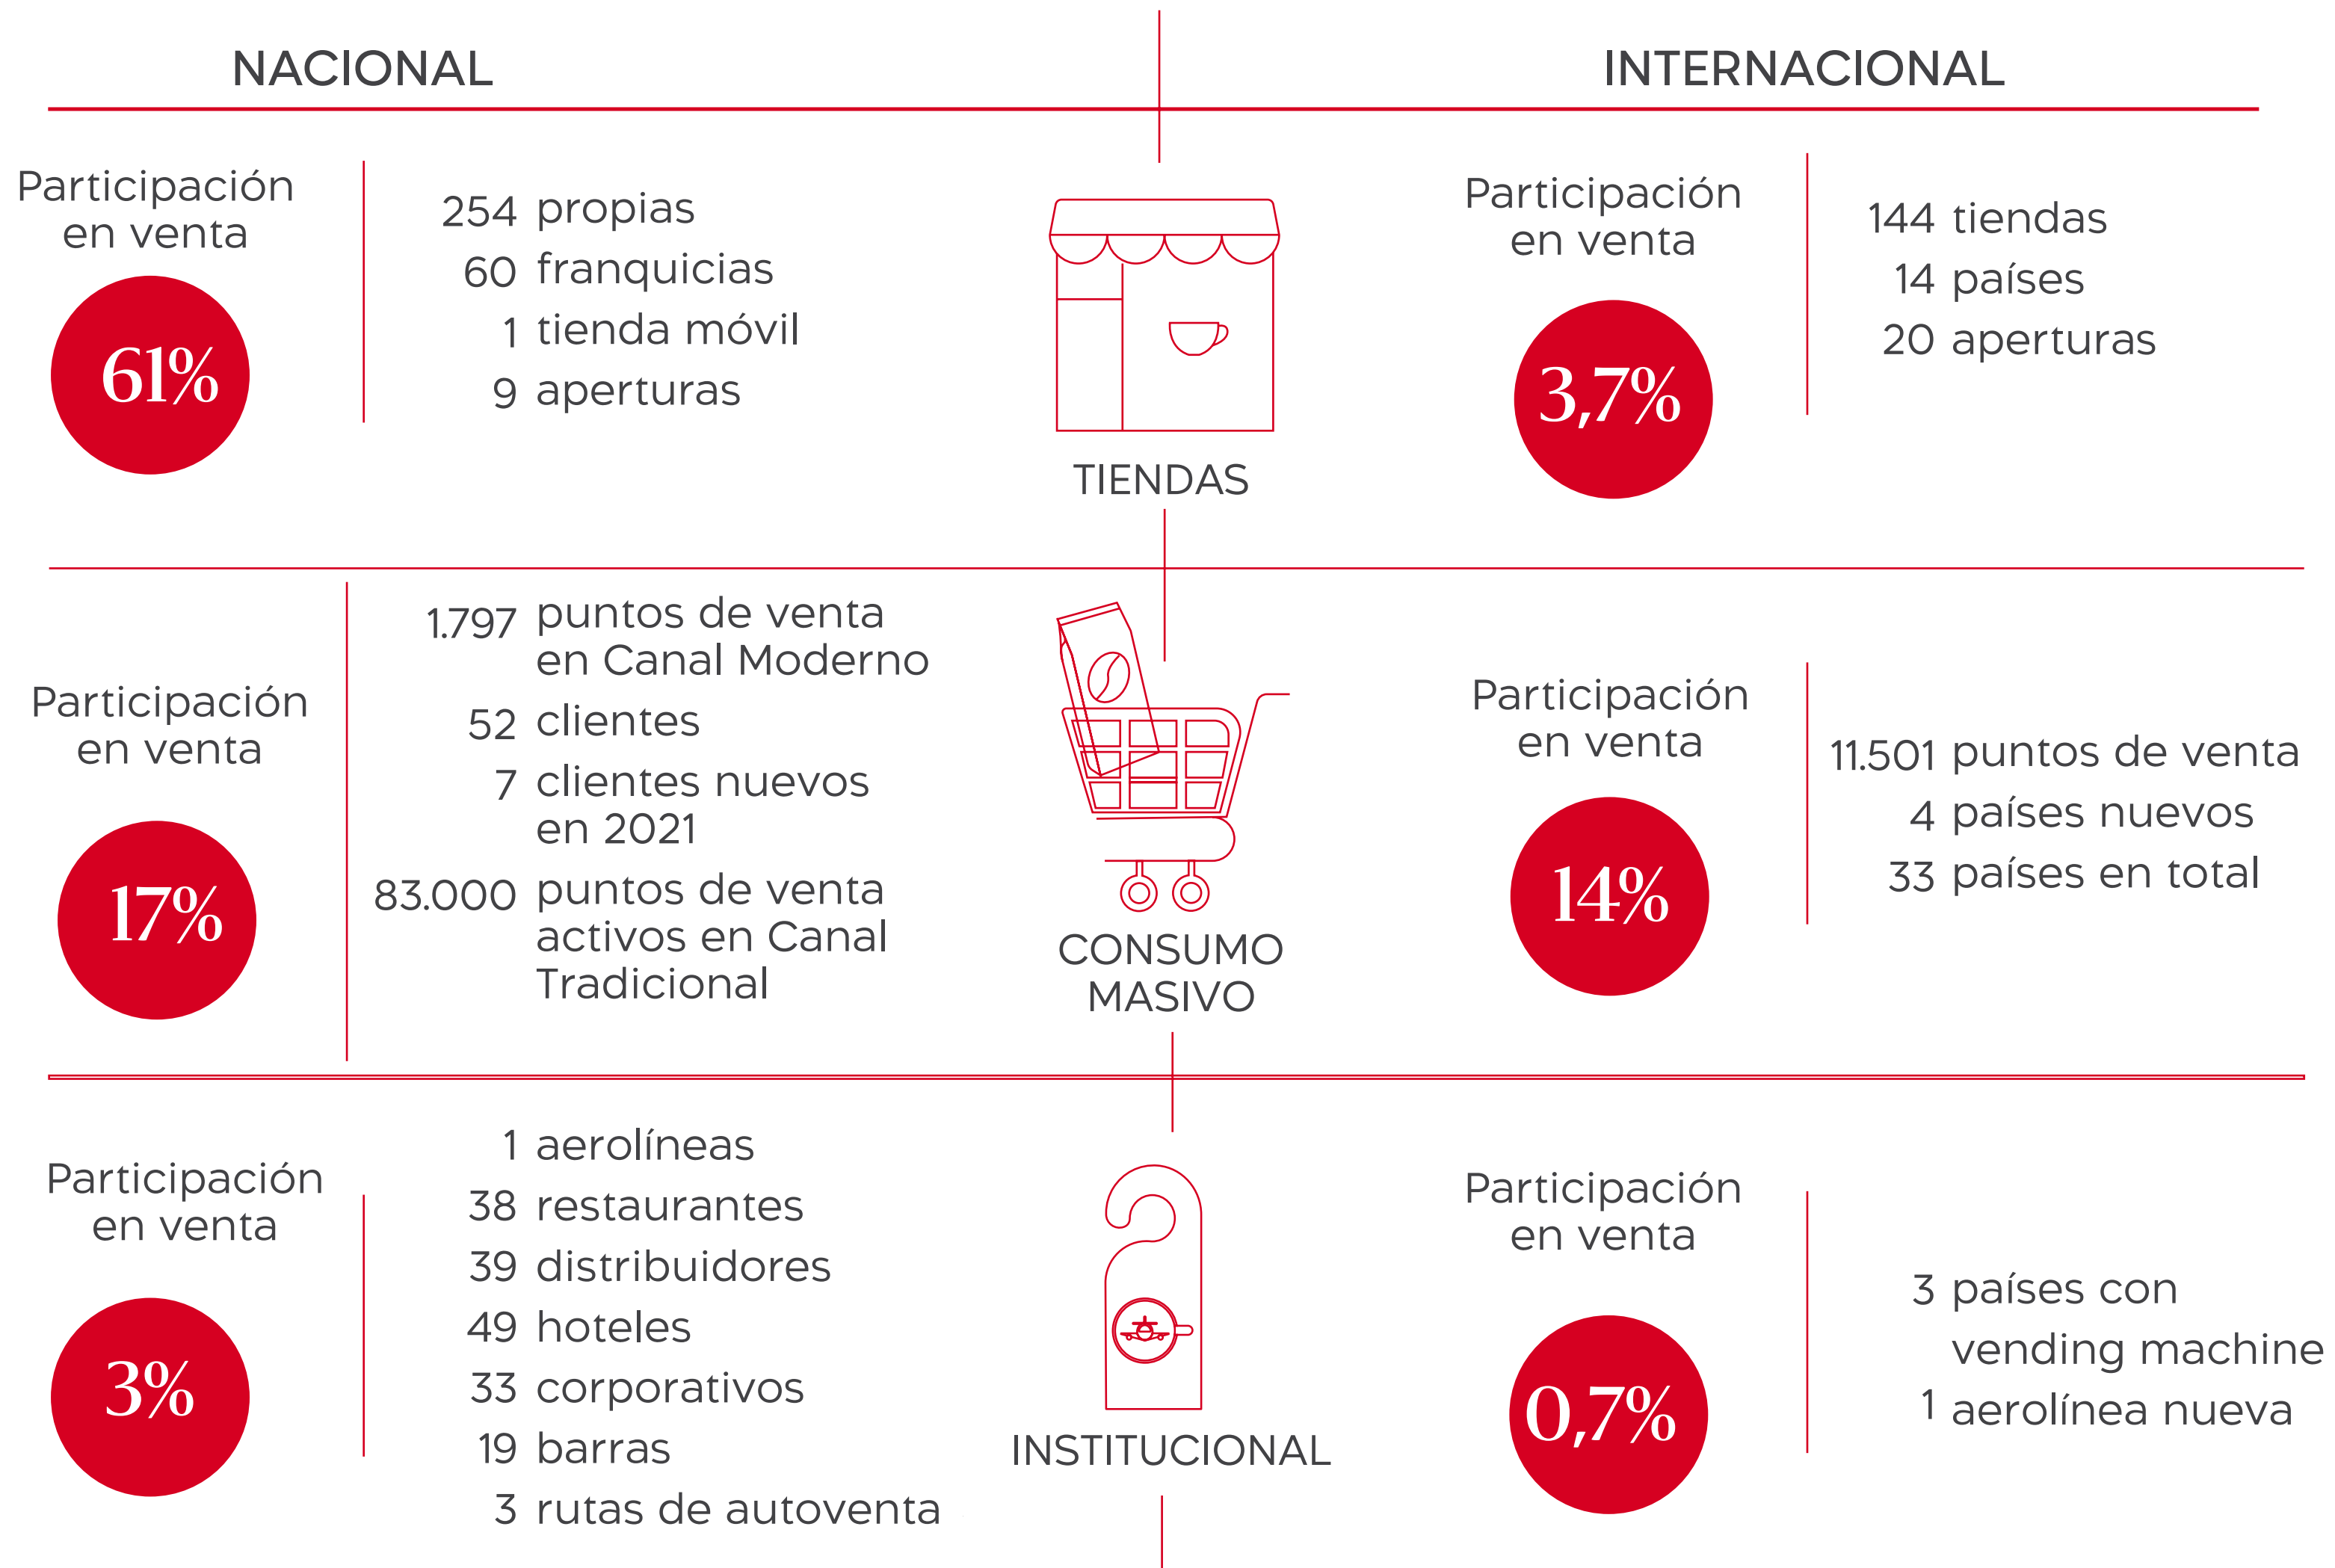 NACIONAL
INTERNACIONAL
Participación
en venta
61%
254 propias
60 franquicias
1 tienda móvil
9 aperturas
TIENDAS
Participación
en venta
3,7%
144 tiendas
14 países
20 aperturas
Participación
en venta
17%
1.797 puntos de venta
en Canal Moderno
52 clientes
7 clientes nuevos
en 2021
83.000 puntos de venta
activos en Canal
Tradicional
CONSUMO
MASIVO
Participación
en venta
14%
11.501 puntos de venta
4 países nuevos
33 países en total
Participación
en venta
3%
1 aerolíneas
38 restaurantes
39 distribuidores
49 hoteles
33 corporativos
19 barras
3 rutas de autoventa
INSTITUCIONAL
Participación
en venta
0,7%
3 países con
vending machine
1 aerolínea nueva